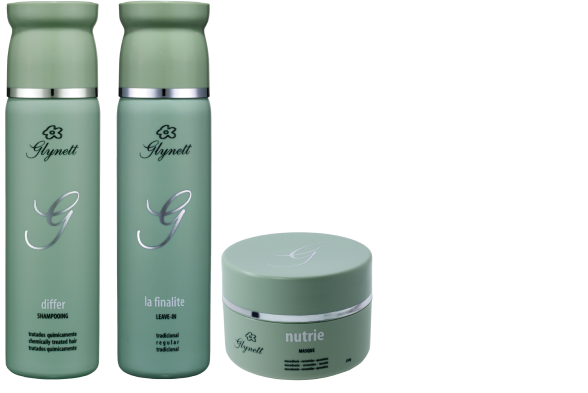 Glynett
G
differ
SHAMPOOING
tratados quimicamente
chemically treated hair
tratados quimicamente
Glynett
G
la finalite
LEAVE-IN
tradicional
regular
tradicional
G
nutrie
Glynett
MASQUE